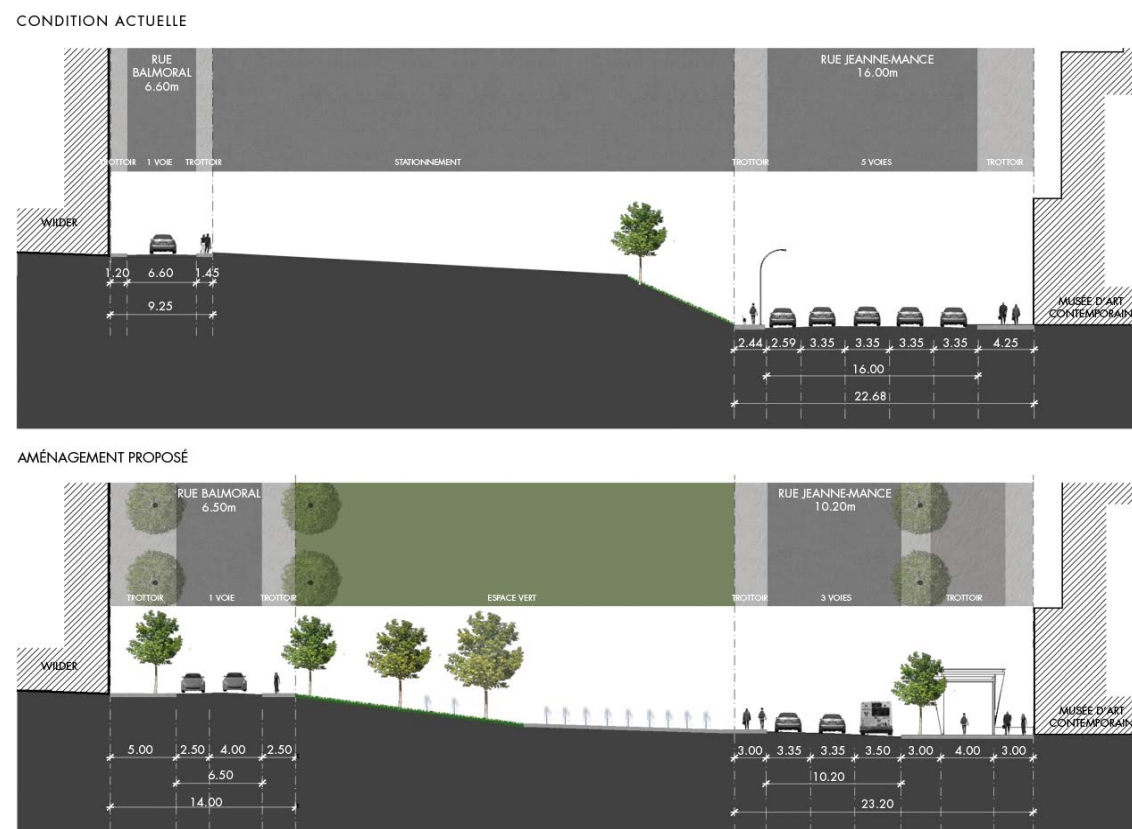 CONDITION ACTUELLE
RUE
BALMORAL
6.60m
RUE JEANNE-MANCE
16.00m
TROTTOIR 1 VOIE TROTTOIR STATIONNEMENT TROTTOIR 5 VOIES TROTTOIR
WILDER
MUSÉE D'ART
CONTEMPORAIN
1.20 6.60 1.45
9.25
2.44 2.59 3.35 3.35 3.35 3.35 4.25
16.00
22.68
AMÉNAGEMENT PROPOSÉ
RUE BALMORAL
6.50m
RUE JEANNE-MANCE
10.20m
TROTTOIR 1 VOIE TROTTOIR ESPACE VERT TROTTOIR 3 VOIES TROTTOIR
WILDER
MUSÉE D'ART
CONTEMPORAIN
5.00 2.50 4.00 2.50
6.50
14.00
3.00 3.35 3.35 3.50 3.00 4.00 3.00
10.20
23.20